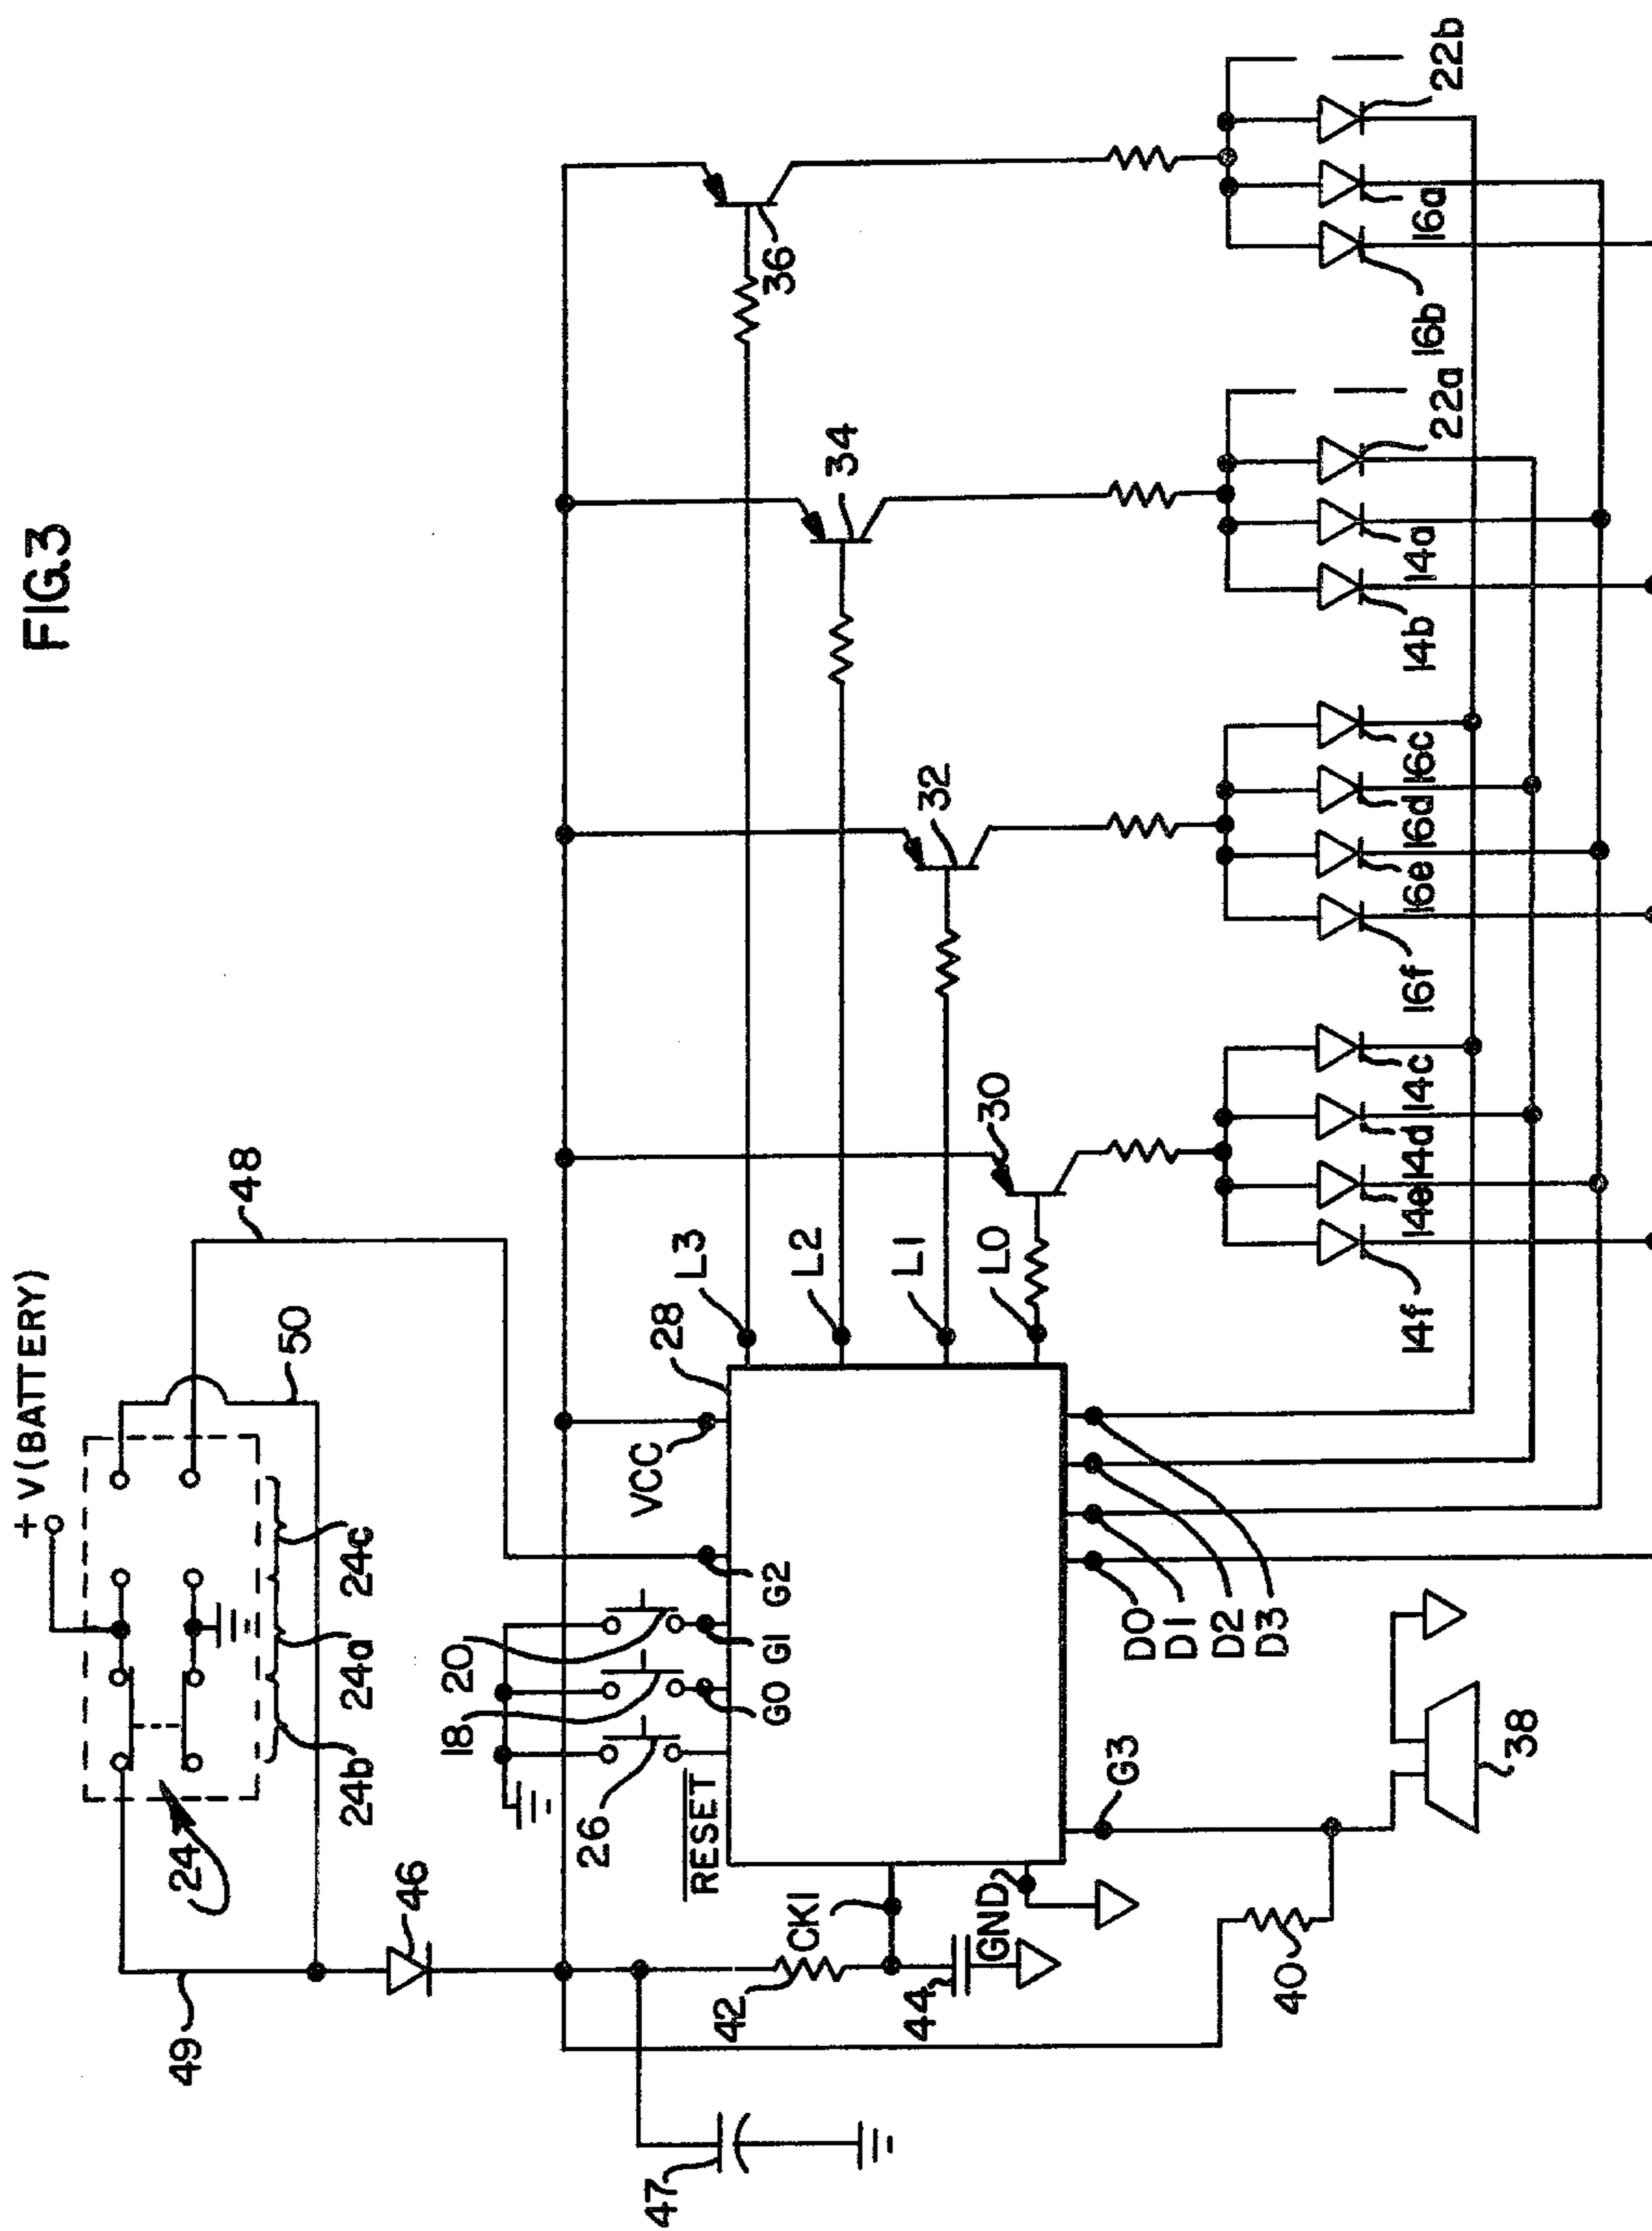 FIG.3
+ V(BATTERY)
24
24b
24a
24c
50
48
49
46
47
42
44
40
26
18
20
RESET
G0
G1
G2
VCC
28
L3
L2
L1
L0
CK1
GND
G3
38
D0
D1
D2
D3
30
32
34
36
14f
14e
14d
14c
16f
16e
16d
16c
14b
14a
22a
16b
16a
22b